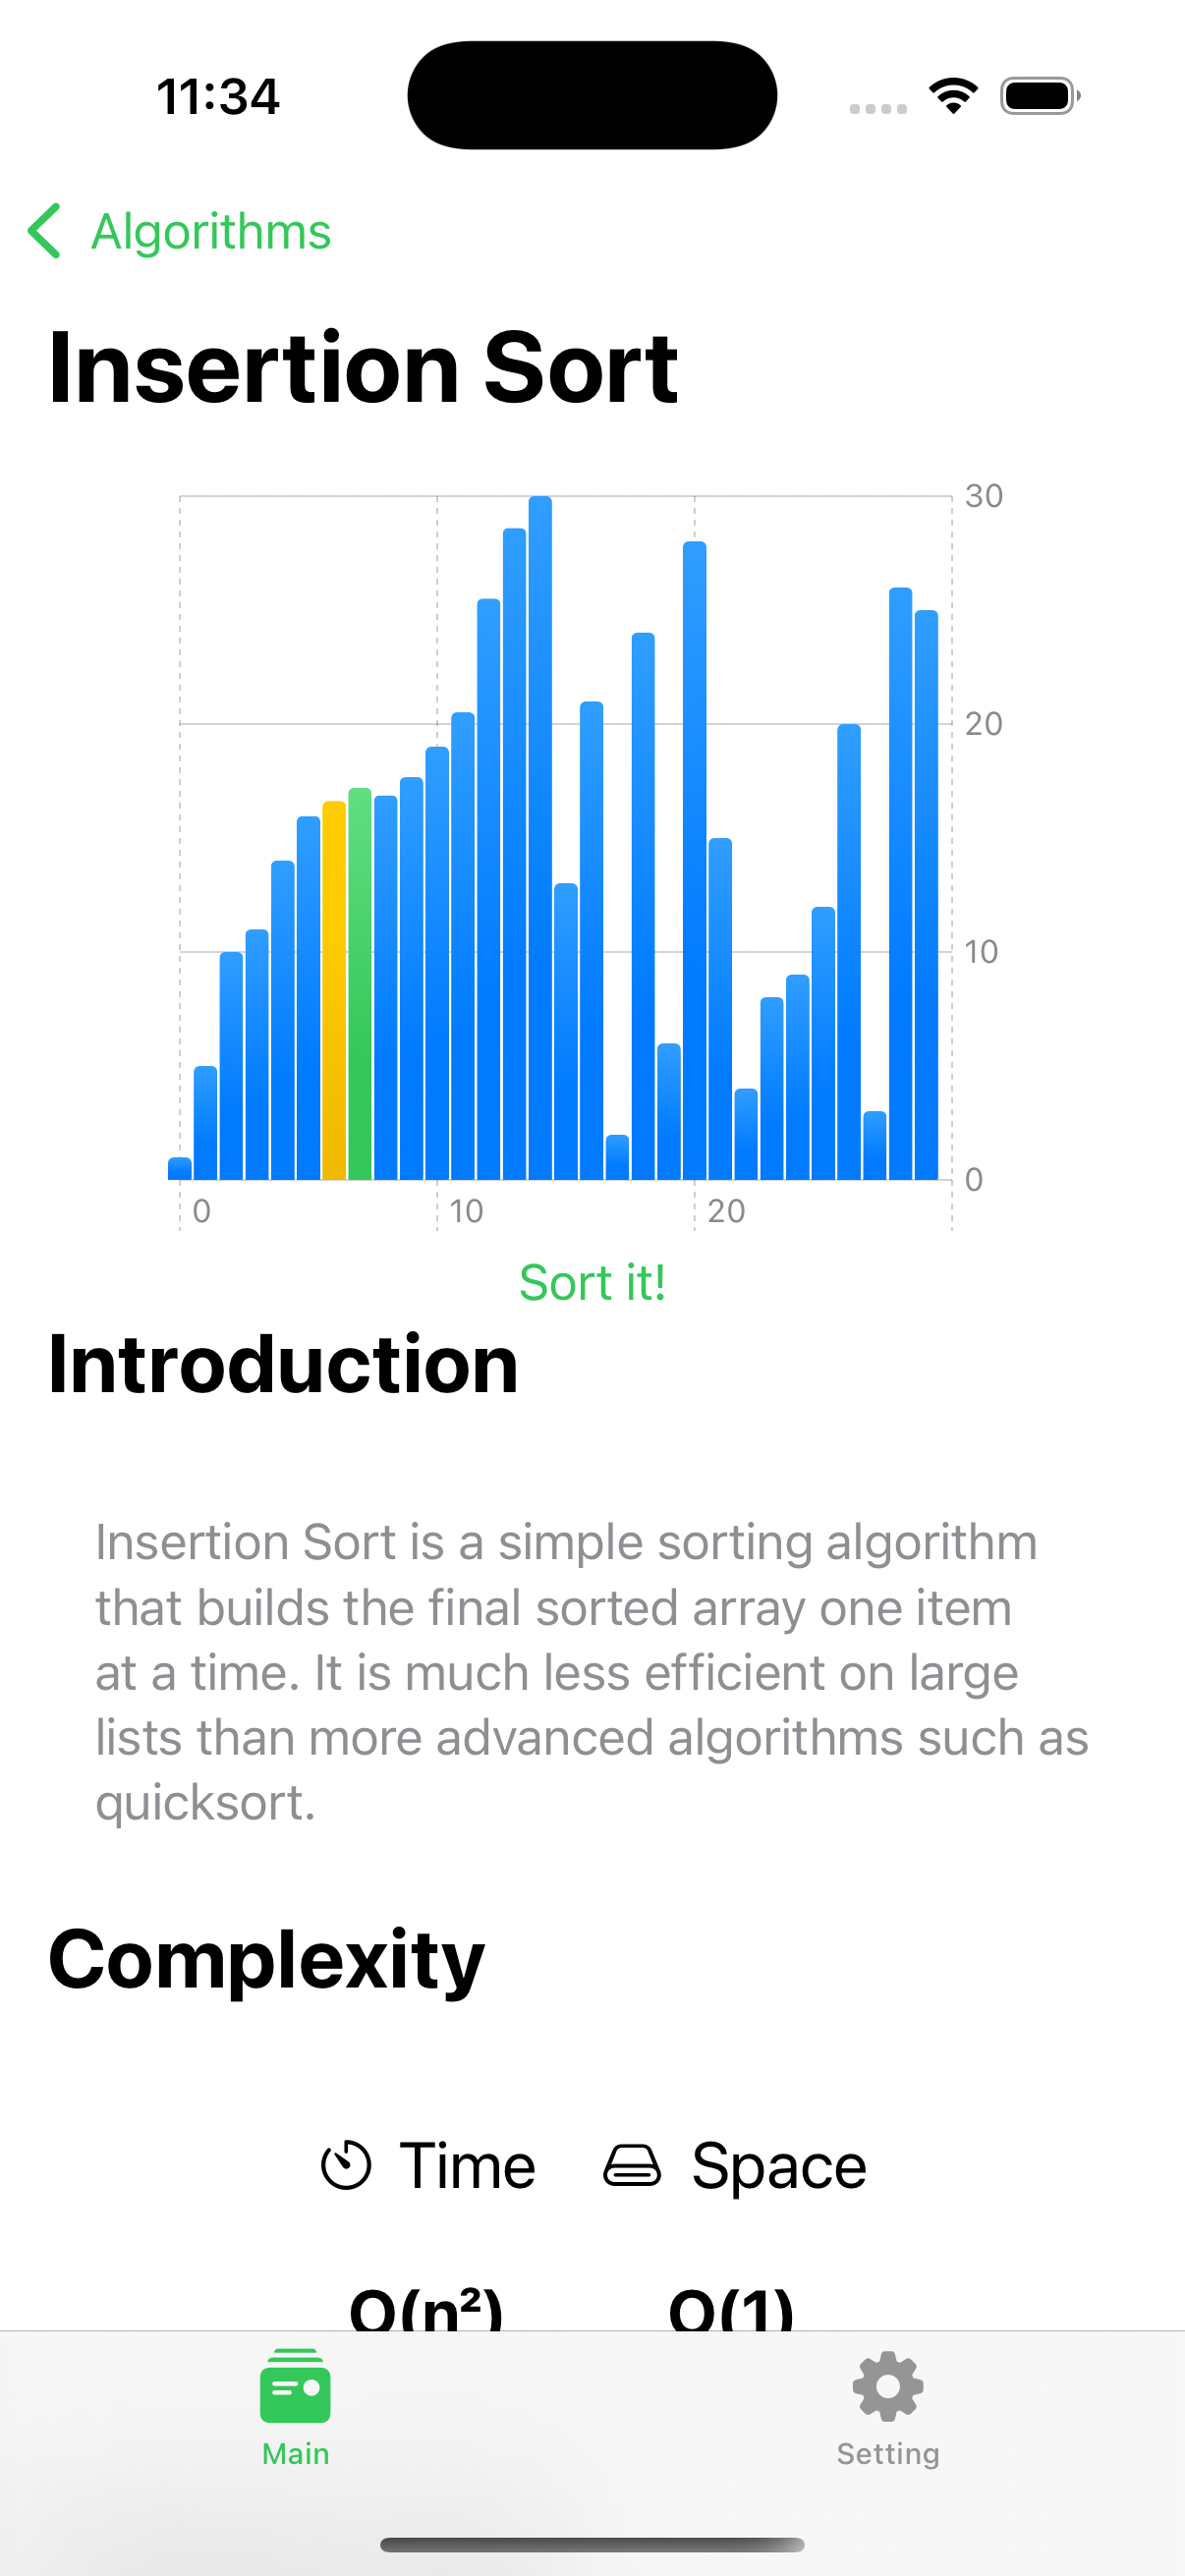 11:34
Algorithms
Insertion Sort
30
20
10
0
0 10 20
Sort it!
Introduction
Insertion Sort is a simple sorting algorithm
that builds the final sorted array one item
at a time. It is much less efficient on large
lists than more advanced algorithms such as
quicksort.
Complexity
Time Space
O(n²) O(1)
Main Setting